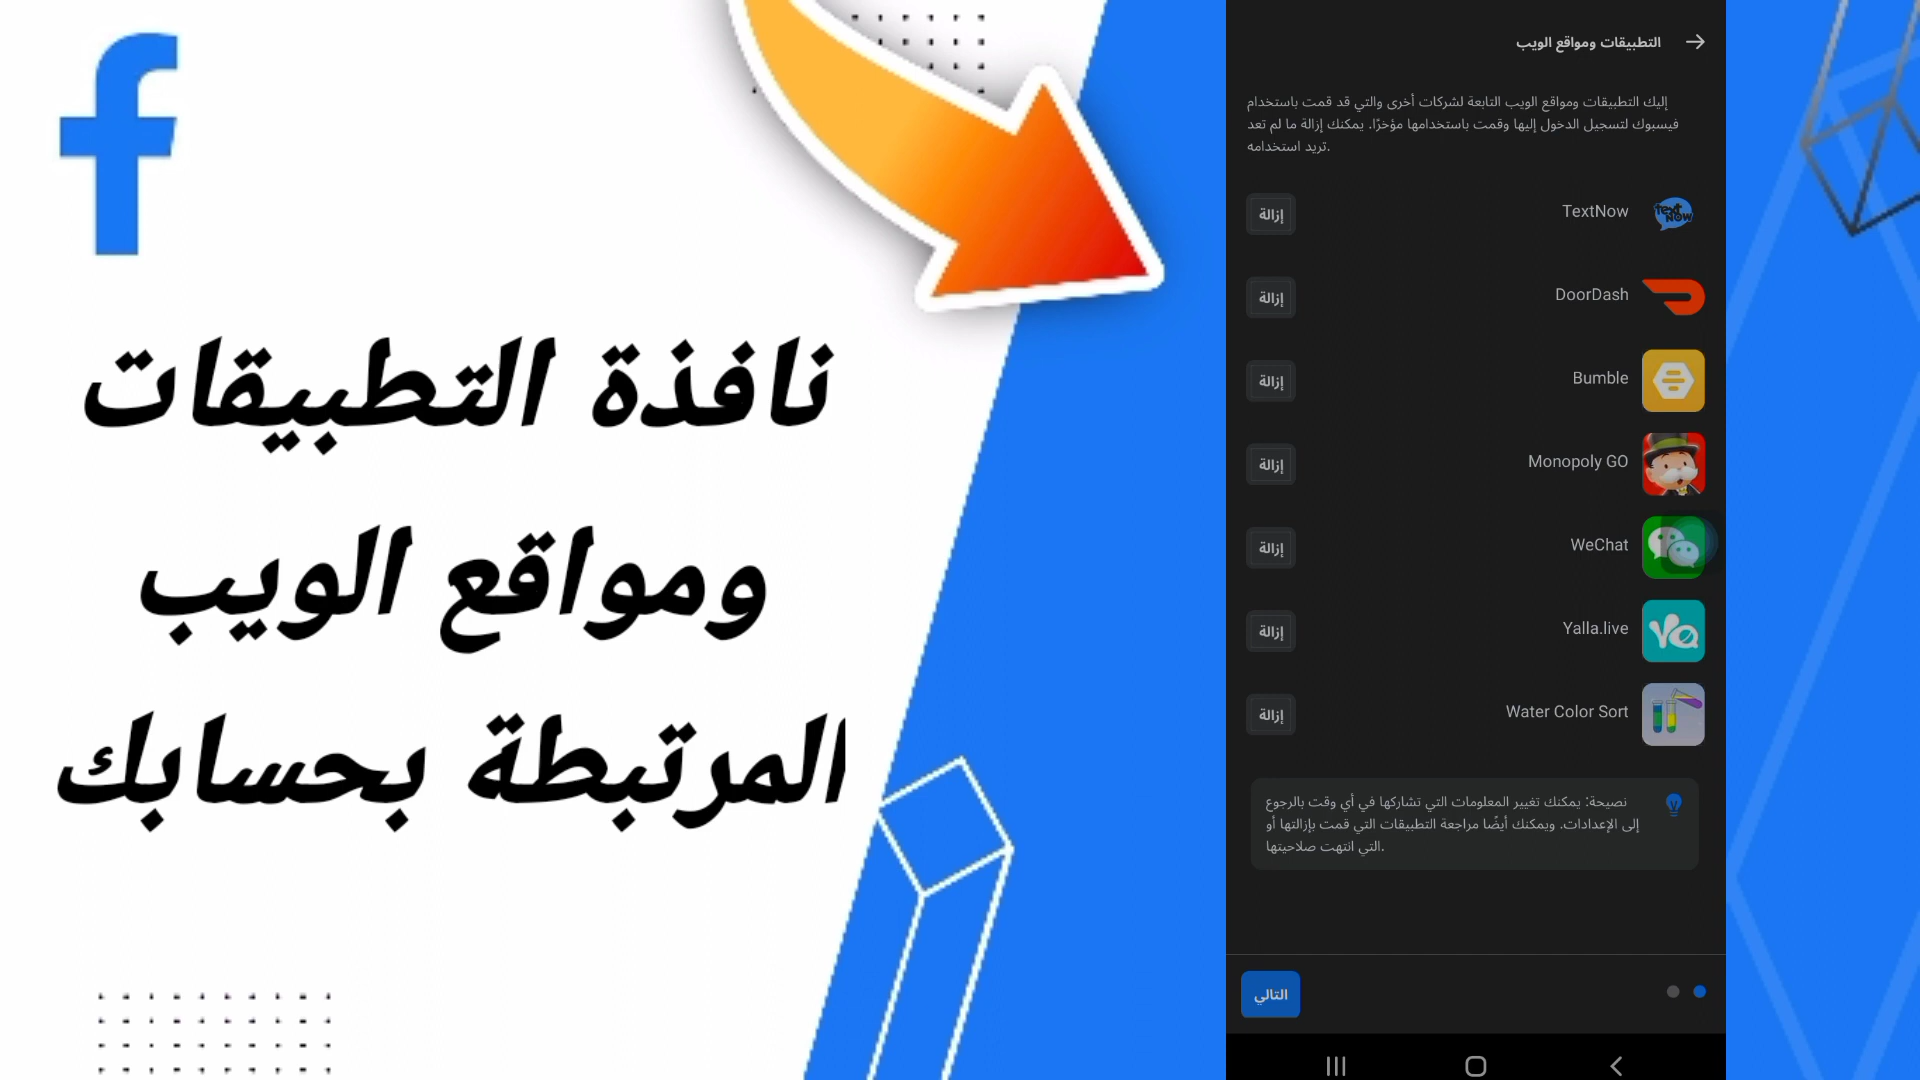 نافذة التطبيقات
ومواقع الويب
المرتبطة بحسابك
التطبيقات ومواقع الويب
إليك التطبيقات ومواقع الويب التابعة لشركات أخرى والتي قد قمت باستخدام
فيسبوك لتسجيل الدخول إليها وقمت باستخدامها مؤخرًا. يمكنك إزالة ما لم تعد
تريد استخدامه.
text NOW
TextNow
إزالة
DoorDash
إزالة
Bumble
إزالة
Monopoly GO
إزالة
WeChat
إزالة
Yalla.live
إزالة
Water Color Sort
إزالة
نصيحة: يمكنك تغيير المعلومات التي تشاركها في أي وقت بالرجوع
إلى الإعدادات. ويمكنك أيضًا مراجعة التطبيقات التي قمت بإزالتها أو
التي انتهت صلاحيتها.
التالي